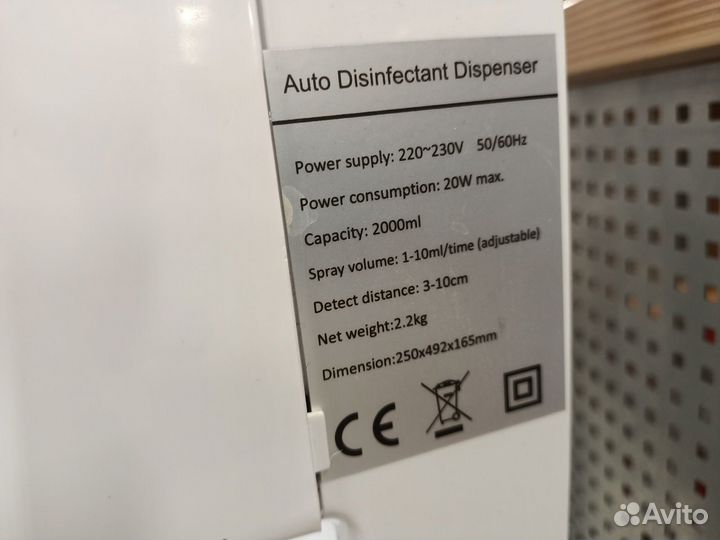 Auto Disinfectant Dispenser
Power supply: 220~230V 50/60Hz
Power consumption: 20W max.
Capacity: 2000ml
Spray volume: 1-10ml/time (adjustable)
Detect distance: 3-10cm
Net weight:2.2kg
Dimension:250x492x165mm
CE
Avito